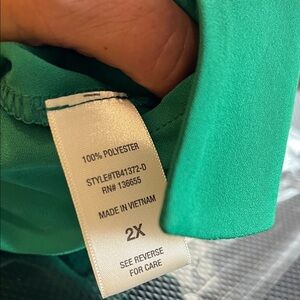 100% POLYESTER
STYLE#TB41372-D
RN# 136655
MADE IN VIETNAM
2X
SEE REVERSE
FOR CARE